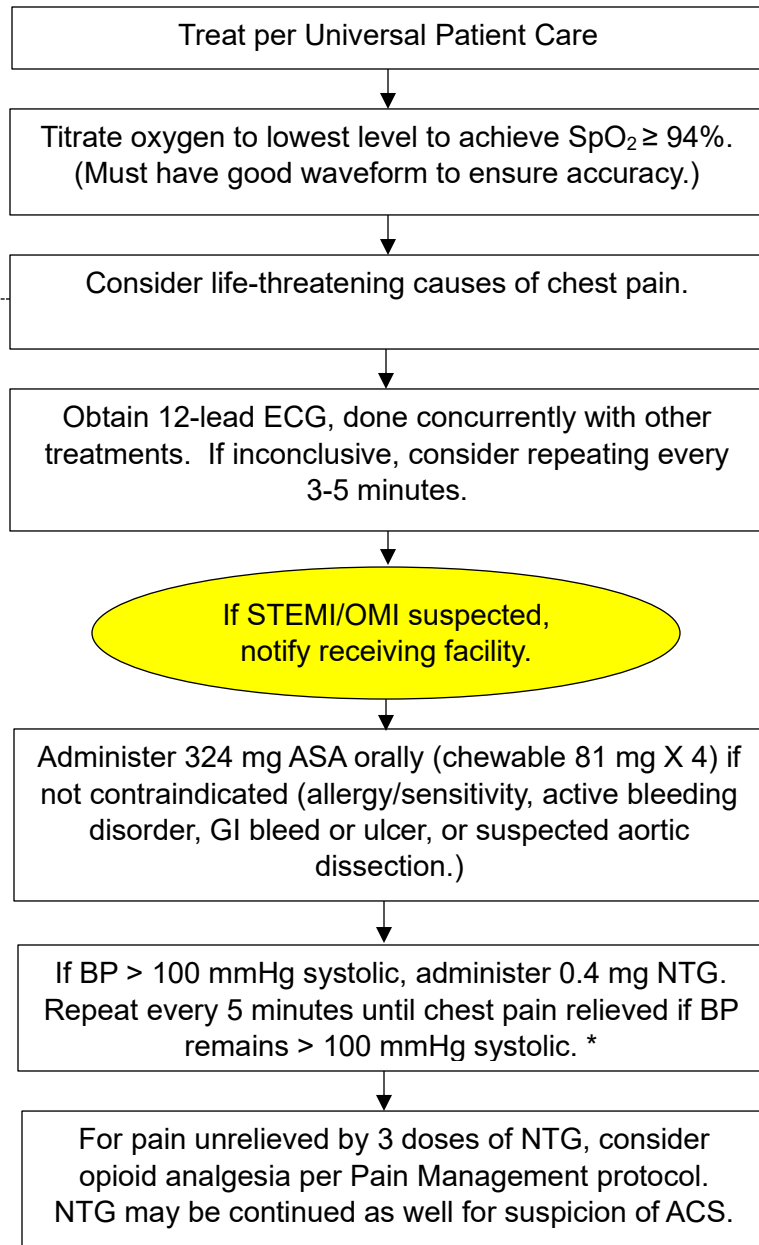 Treat per Universal Patient Care
Titrate oxygen to lowest level to achieve SpO₂ ≥ 94%.
(Must have good waveform to ensure accuracy.)
Consider life-threatening causes of chest pain.
Obtain 12-lead ECG, done concurrently with other
treatments.  If inconclusive, consider repeating every
3-5 minutes.
If STEMI/OMI suspected,
notify receiving facility.
Administer 324 mg ASA orally (chewable 81 mg X 4) if
not contraindicated (allergy/sensitivity, active bleeding
disorder, GI bleed or ulcer, or suspected aortic
dissection.)
If BP > 100 mmHg systolic, administer 0.4 mg NTG.
Repeat every 5 minutes until chest pain relieved if BP
remains > 100 mmHg systolic. *
For pain unrelieved by 3 doses of NTG, consider
opioid analgesia per Pain Management protocol.
NTG may be continued as well for suspicion of ACS.